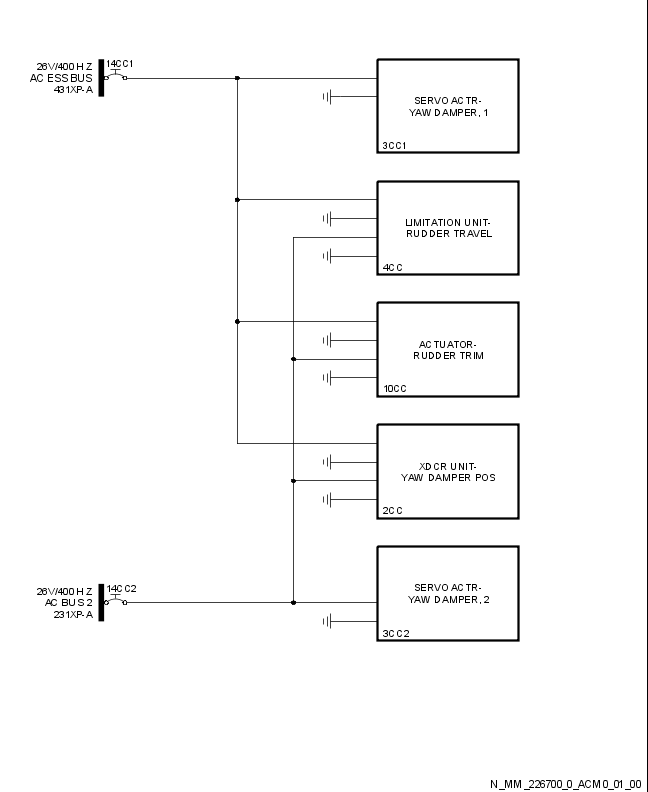 26V/400HZ
AC ESS BUS
431XP-A
14CC1
SERVO ACTR-
YAW DAMPER, 1
3CC1
LIMITATION UNIT-
RUDDER TRAVEL
4CC
ACTUATOR-
RUDDER TRIM
10CC
XDCR UNIT-
YAW DAMPER POS
2CC
26V/400HZ
AC BUS 2
231XP-A
14CC2
SERVO ACTR-
YAW DAMPER, 2
3CC2
N_MM_226700_0_ACM0_01_00